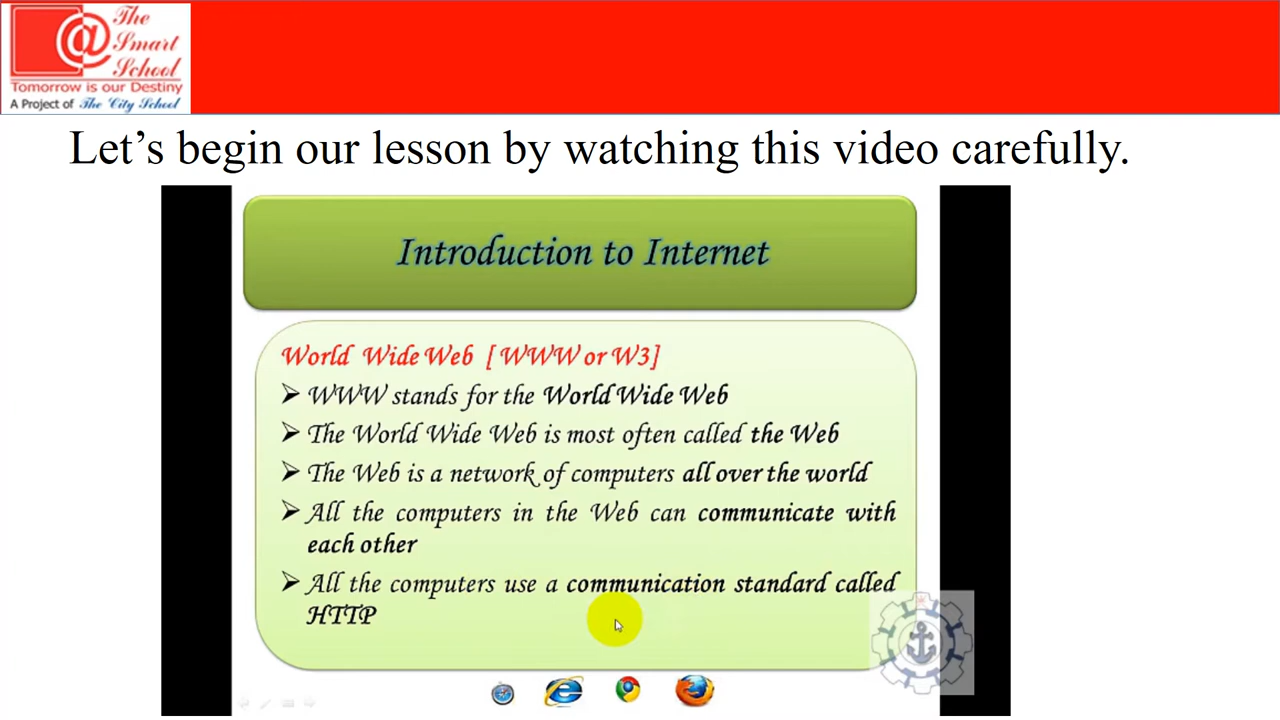 The
Smart
School
Tomorrow is our Destiny
A Project of The City School
Let’s begin our lesson by watching this video carefully.
Introduction to Internet
World Wide Web [ WWW or W3]
➢ WWW stands for the World Wide Web
➢ The World Wide Web is most often called the Web
➢ The Web is a network of computers all over the world
➢ All the computers in the Web can communicate with
each other
➢ All the computers use a communication standard called
HTTP